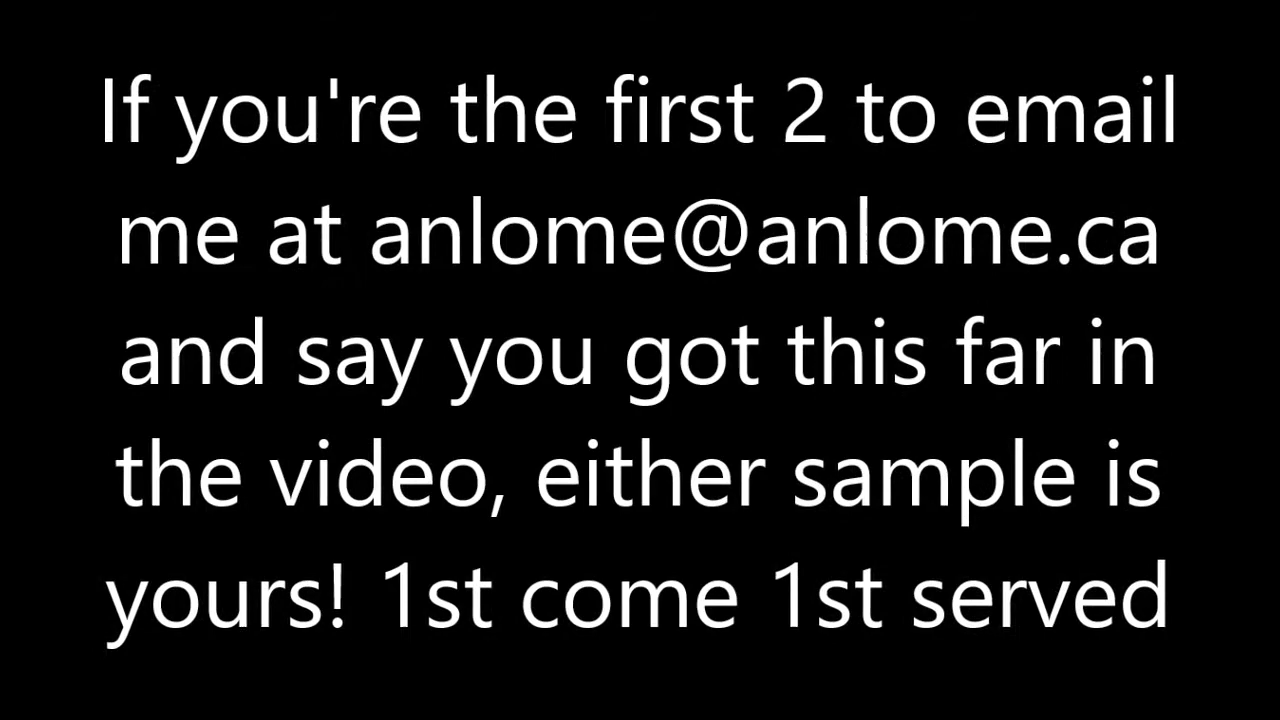 If you're the first 2 to email
me at anlome@anlome.ca
and say you got this far in
the video, either sample is
yours! 1st come 1st served